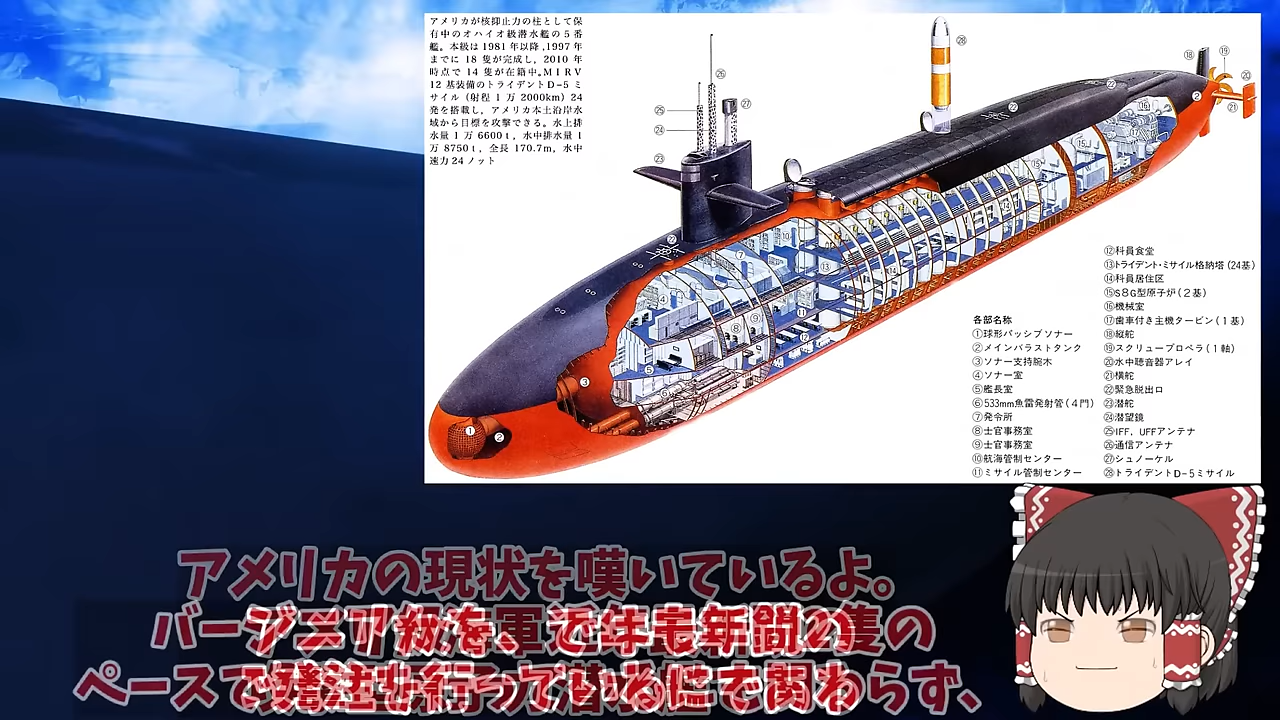 アメリカが核抑止力の柱として保
有中のオハイオ級潜水艦の5番
艦。本級は1981年以降,1997年
までに18隻が完成し,2010年
時点で14隻が在籍中。MIRV
12基装備のトライデントD-5ミ
サイル(射程1万2000km)24
発を搭載し,アメリカ本土沿岸水
域から目標を攻撃できる。水上排
水量1万6600t,水中排水量1
万8750t,全長170.7m,水中
速力24ノット
各部名称
①球形パッシブソナー
②メインバラストタンク
③ソナー支持腕木
④ソナー室
⑤艦長室
⑥533mm魚雷発射管(4門)
⑦発令所
⑧士官事務室
⑨士官事務室
⑩航海管制センター
⑪ミサイル管制センター
⑫科員食堂
⑬トライデント・ミサイル格納塔(24基)
⑭科員居住区
⑮S8G型原子炉(2基)
⑯機械室
⑰歯車付き主機タービン(1基)
⑱縦舵
⑲スクリュープロペラ(1軸)
⑳水中聴音器アレイ
㉑横舵
㉒緊急脱出口
㉓潜舵
㉔潜望鏡
㉕IFF,UFFアンテナ
㉖通信アンテナ
㉗シュノーケル
㉘トライデントD-5ミサイル
アメリカの現状を嘆いているよ。
バージニア級を、